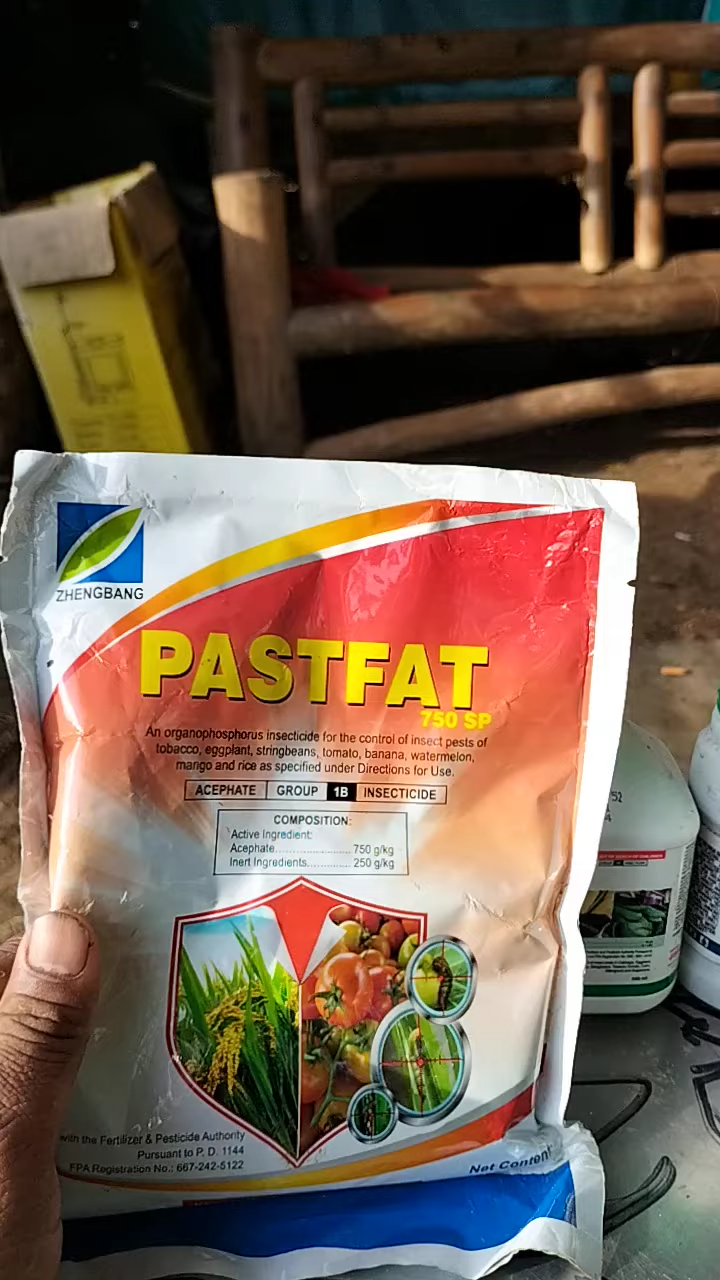 ZHENGBANG
PASTFAT
750 SP
An organophosphorus insecticide for the control of insect pests of
tobacco, eggplant, stringbeans, tomato, banana, watermelon,
mango and rice as specified under Directions for Use.
ACEPHATE GROUP 1B INSECTICIDE
COMPOSITION:
Active Ingredient:
Acephate.................... 750 g/kg
Inert Ingredients............. 250 g/kg
with the Fertilizer & Pesticide Authority
Pursuant to P. D. 1144
FPA Registration No.: 667-242-5122
Net Content